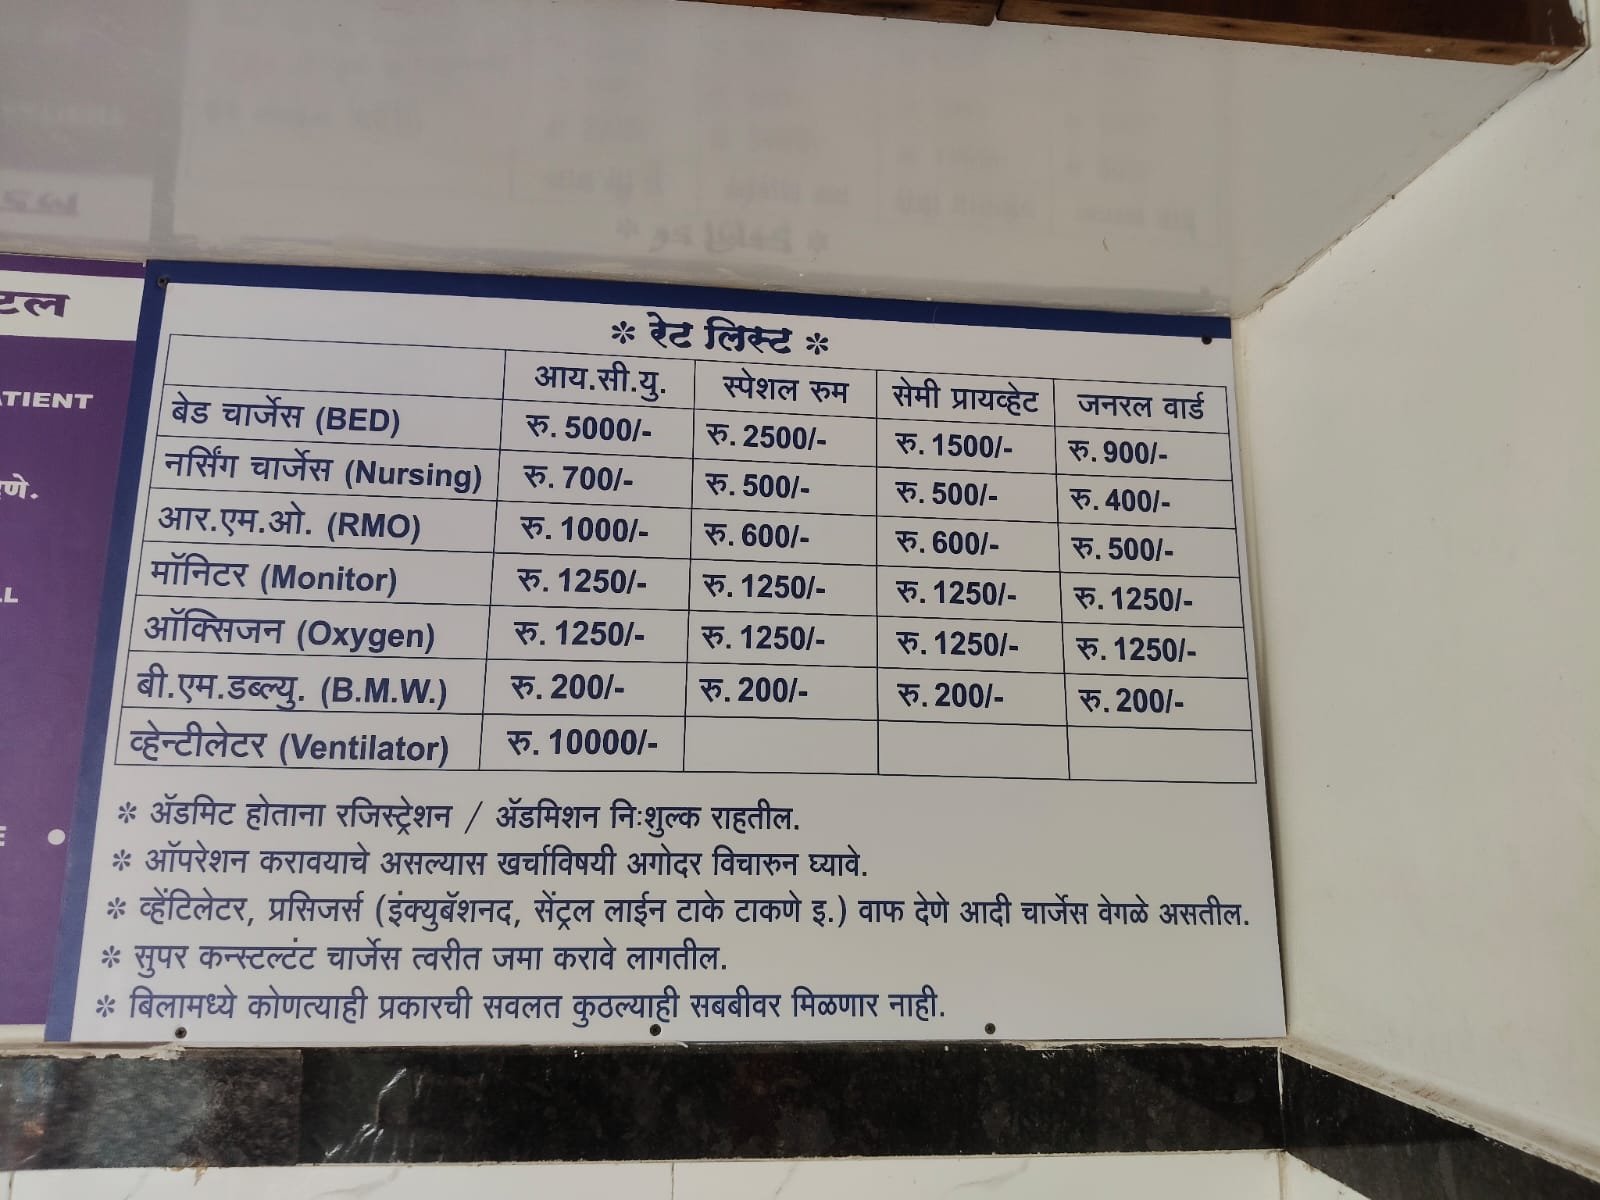 टल
ATIENT
* रेट लिस्ट *
आय.सी.यु. स्पेशल रुम सेमी प्रायव्हेट जनरल वार्ड
बेड चार्जेस (BED) रु. 5000/- रु. 2500/- रु. 1500/- रु. 900/-
नर्सिंग चार्जेस (Nursing) रु. 700/- रु. 500/- रु. 500/- रु. 400/-
आर.एम.ओ. (RMO) रु. 1000/- रु. 600/- रु. 600/- रु. 500/-
मॉनिटर (Monitor) रु. 1250/- रु. 1250/- रु. 1250/- रु. 1250/-
ऑक्सिजन (Oxygen) रु. 1250/- रु. 1250/- रु. 1250/- रु. 1250/-
बी.एम.डब्ल्यु. (B.M.W.) रु. 200/- रु. 200/- रु. 200/- रु. 200/-
व्हेन्टीलेटर (Ventilator) रु. 10000/-
* ॲडमिट होताना रजिस्ट्रेशन / ॲडमिशन निःशुल्क राहतील.
* ऑपरेशन करावयाचे असल्यास खर्चाविषयी अगोदर विचारुन घ्यावे.
* व्हेंटिलेटर, प्रसिजर्स (इंक्युबॅशनद, सेंट्रल लाईन टाके टाकणे इ.) वाफ देणे आदी चार्जेस वेगळे असतील.
* सुपर कन्स्टल्टंट चार्जेस त्वरीत जमा करावे लागतील.
* बिलामध्ये कोणत्याही प्रकारची सवलत कुठल्याही सबबीवर मिळणार नाही.